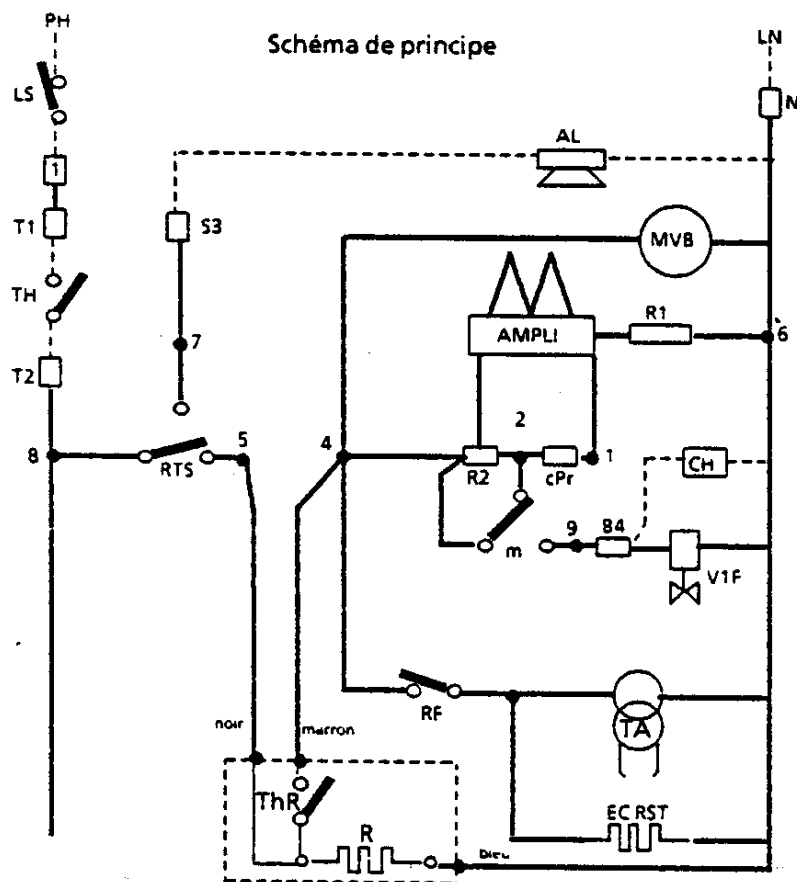 PH
Schéma de principe
LN
LS
N
AL
1
T1
S3
MVB
TH
R1
AMPLI
7
6
T2
2
8
5
4
1
RTS
R2
cPr
CH
9
B4
m
V1F
RF
TA
noir
marron
ThR
EC RST
R
bleu